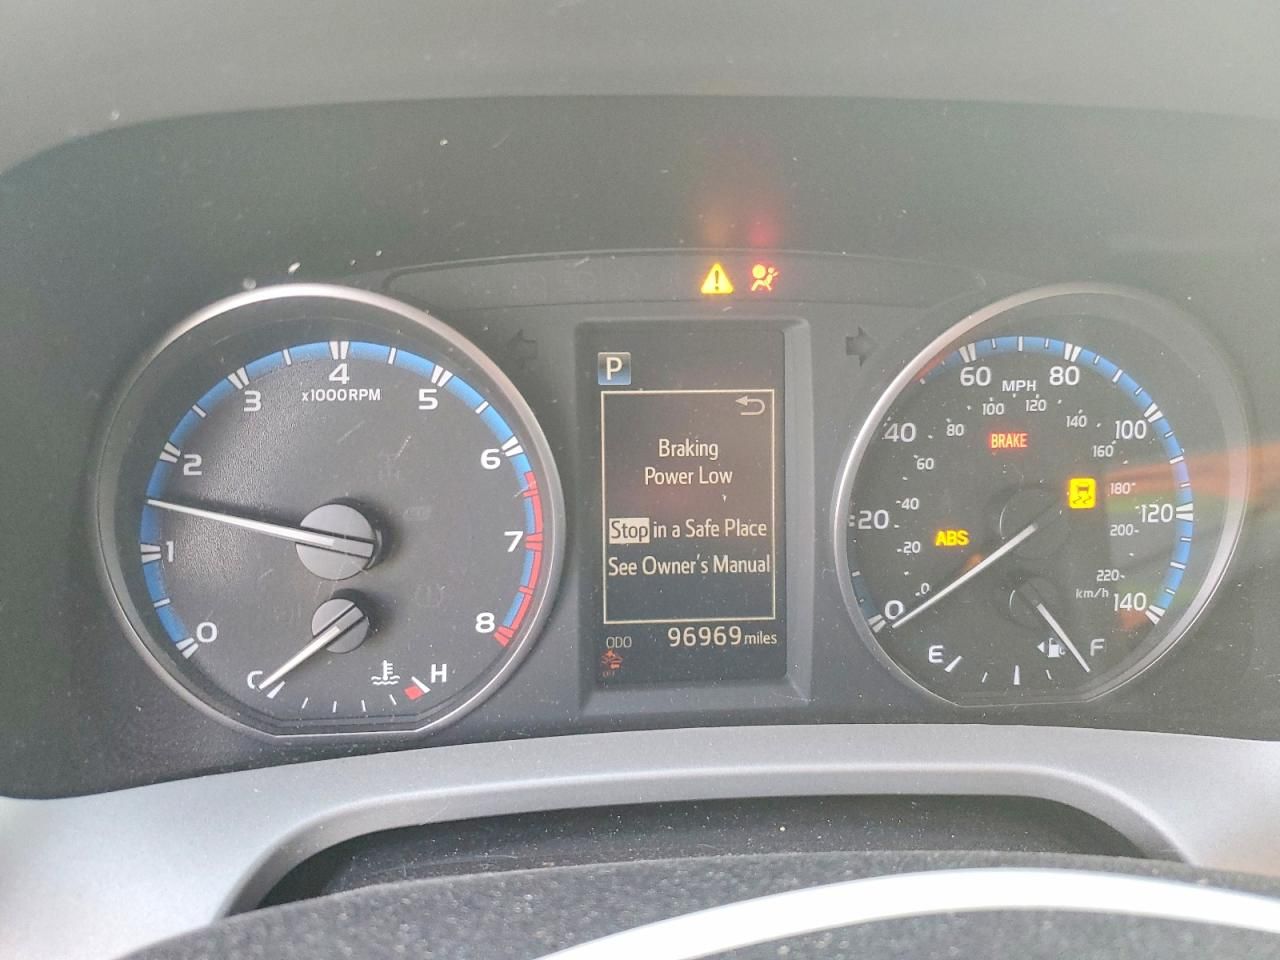 0
1
2
3
4
5
6
7
8
x1000RPM
C
H
P
Braking
Power Low
Stop in a Safe Place
See Owner's Manual
ODO 96969 miles
OFF
0
20
40
60
80
100
120
140
MPH
0
20
40
60
80
100
120
140
160
180
200
220
km/h
BRAKE
ABS
E
F